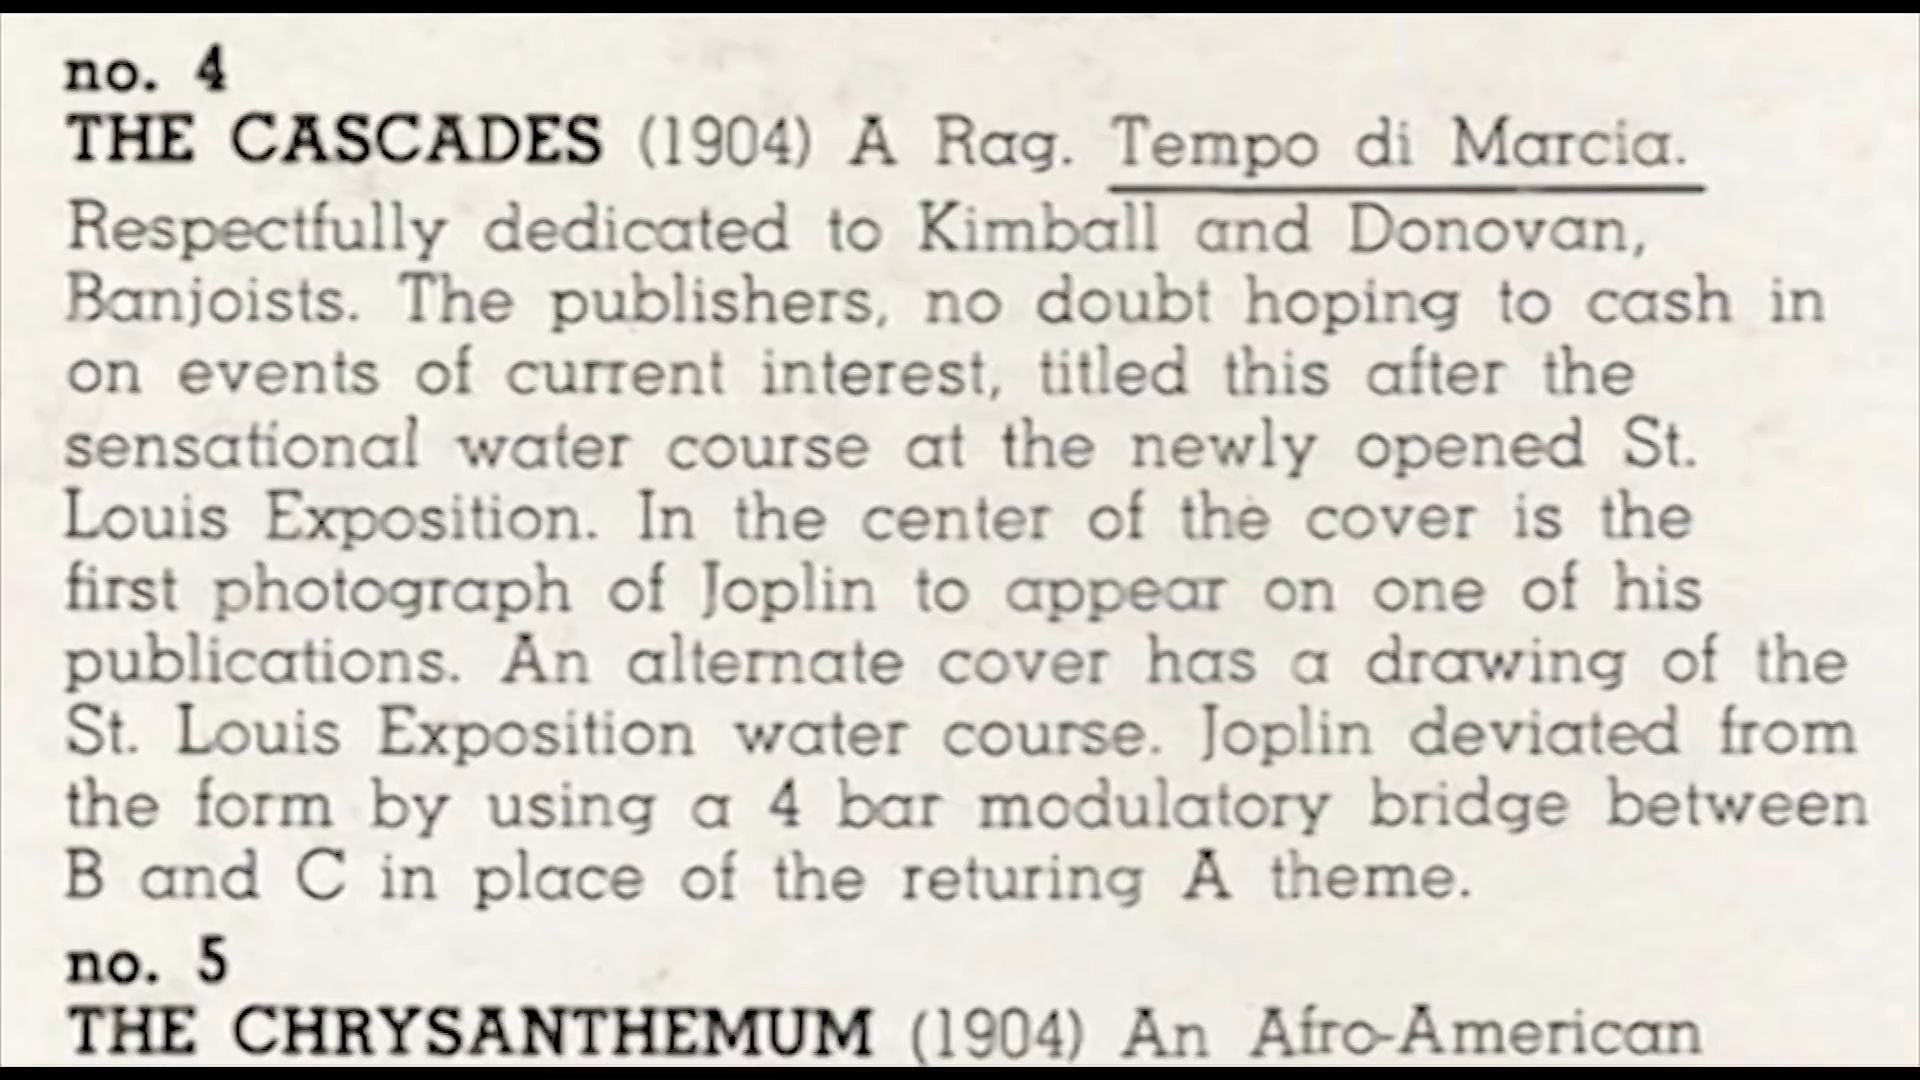 no. 4
THE CASCADES (1904) A Rag. Tempo di Marcia.
Respectfully dedicated to Kimball and Donovan,
Banjoists. The publishers, no doubt hoping to cash in
on events of current interest, titled this after the
sensational water course at the newly opened St.
Louis Exposition. In the center of the cover is the
first photograph of Joplin to appear on one of his
publications. An alternate cover has a drawing of the
St. Louis Exposition water course. Joplin deviated from
the form by using a 4 bar modulatory bridge between
B and C in place of the returing A theme.
no. 5
THE CHRYSANTHEMUM (1904) An Afro-American